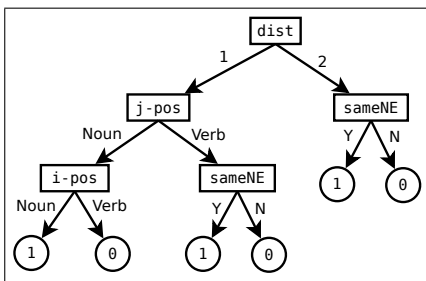 dist
1 2
j-pos sameNE
Noun Verb Y N
i-pos sameNE 1 0
Noun Verb Y N
1 0 1 0